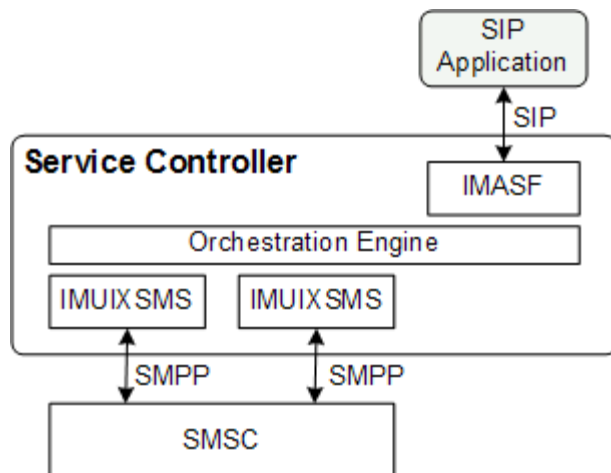 SIP
Application
SIP
Service Controller
IMASF
Orchestration Engine
IMUIXSMS IMUIXSMS
SMPP SMPP
SMSC